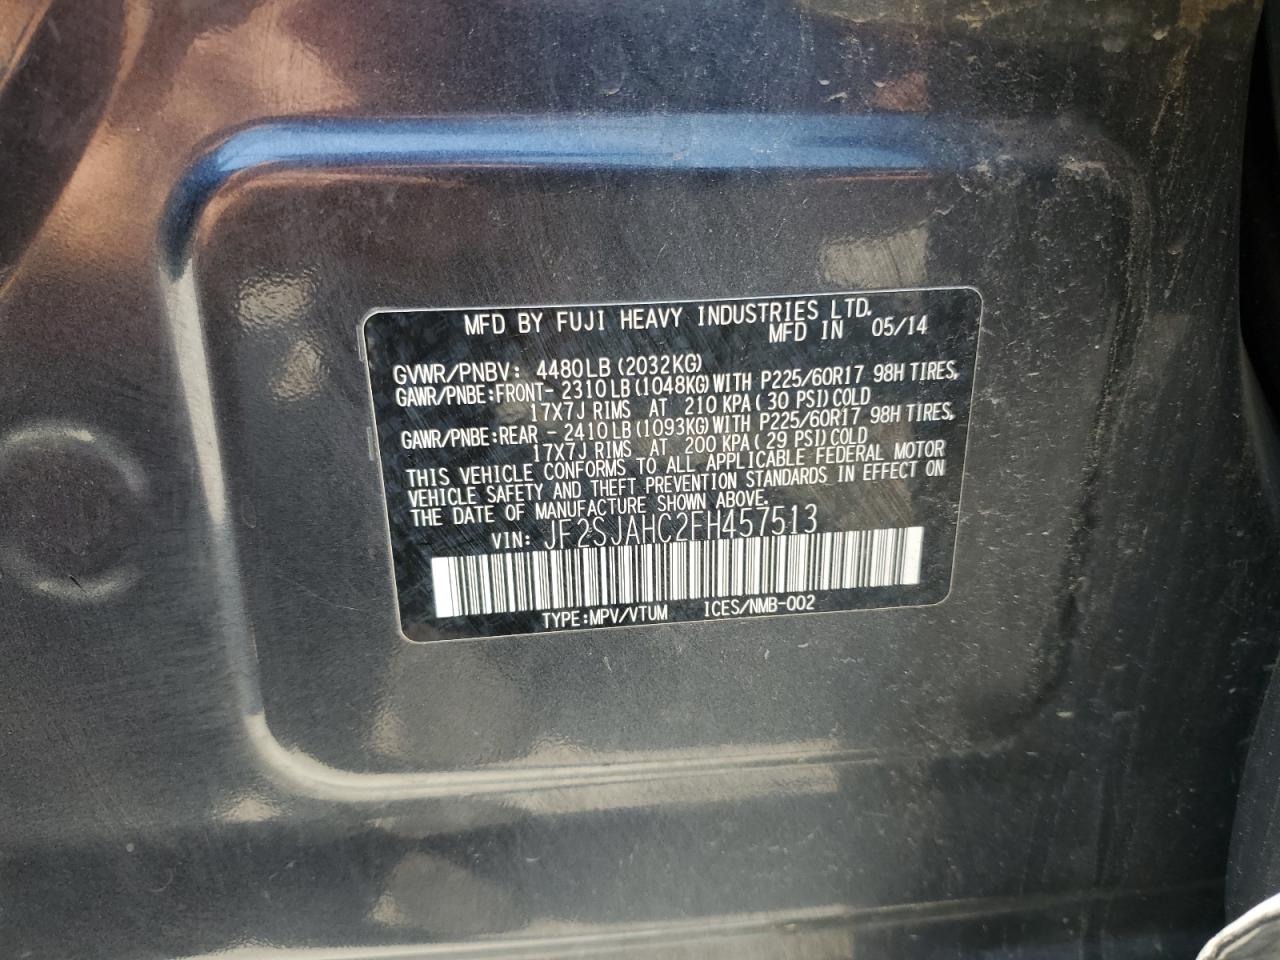 MFD BY FUJI HEAVY INDUSTRIES LTD.
MFD IN 05/14
GVWR/PNBV: 4480LB(2032KG)
GAWR/PNBE:FRONT- 2310LB(1048KG)WITH P225/60R17 98H TIRES,
17X7J RIMS AT 210 KPA( 30 PSI)COLD
GAWR/PNBE:REAR - 2410LB(1093KG)WITH P225/60R17 98H TIRES,
17X7J RIMS AT 200 KPA( 29 PSI)COLD
THIS VEHICLE CONFORMS TO ALL APPLICABLE FEDERAL MOTOR
VEHICLE SAFETY AND THEFT PREVENTION STANDARDS IN EFFECT ON
THE DATE OF MANUFACTURE SHOWN ABOVE.
VIN: JF2SJAHC2FH457513
TYPE:MPV/VTUM ICES/NMB-002